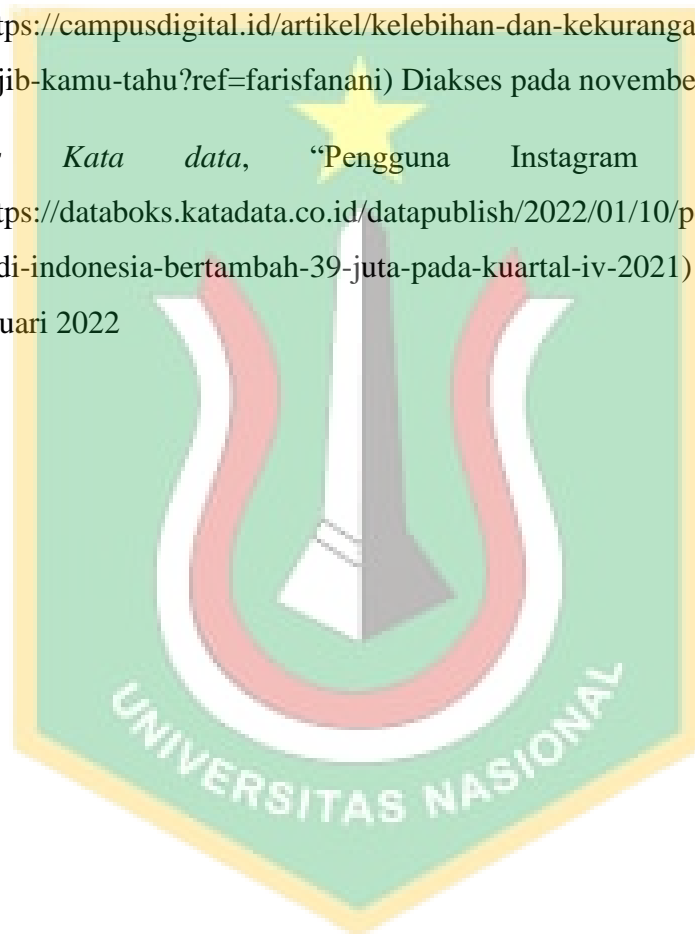 tps://campusdigital.id/artikel/kelebihan-dan-kekuranga
jib-kamu-tahu?ref=farisfanani) Diakses pada novembe
Kata data, “Pengguna Instagram
tps://databoks.katadata.co.id/datapublish/2022/01/10/p
di-indonesia-bertambah-39-juta-pada-kuartal-iv-2021)
uari 2022
UNIVERSITAS NASIONAL